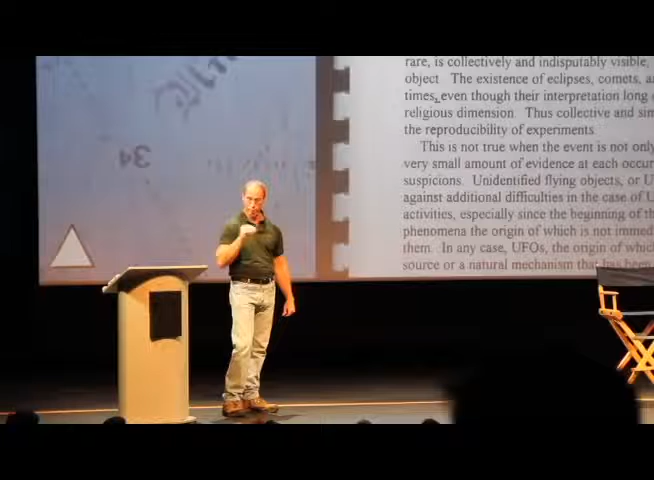 34
rare, is collectively and indisputably visible,
object The existence of eclipses, comets, a
times, even though their interpretation long
religious dimension. Thus collective and sim
the reproducibility of experiments
This is not true when the event is not only
very small amount of evidence at each occur
suspicions. Unidentified flying objects, or U
against additional difficulties in the case of U
activities, especially since the beginning of th
phenomena the origin of which is not immed
them. In any case, UFOs, the origin of which
source or a natural mechanism that has been